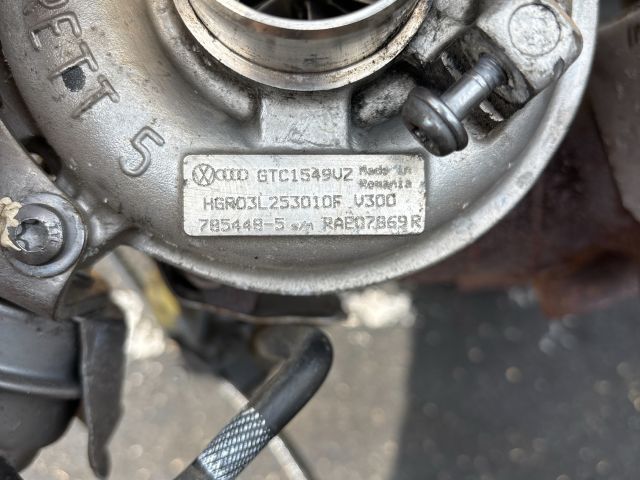 RETT 5
GTC1549VZ Made in Romania
HGR03L253010F V300
785448-5 s/n RAE07869R